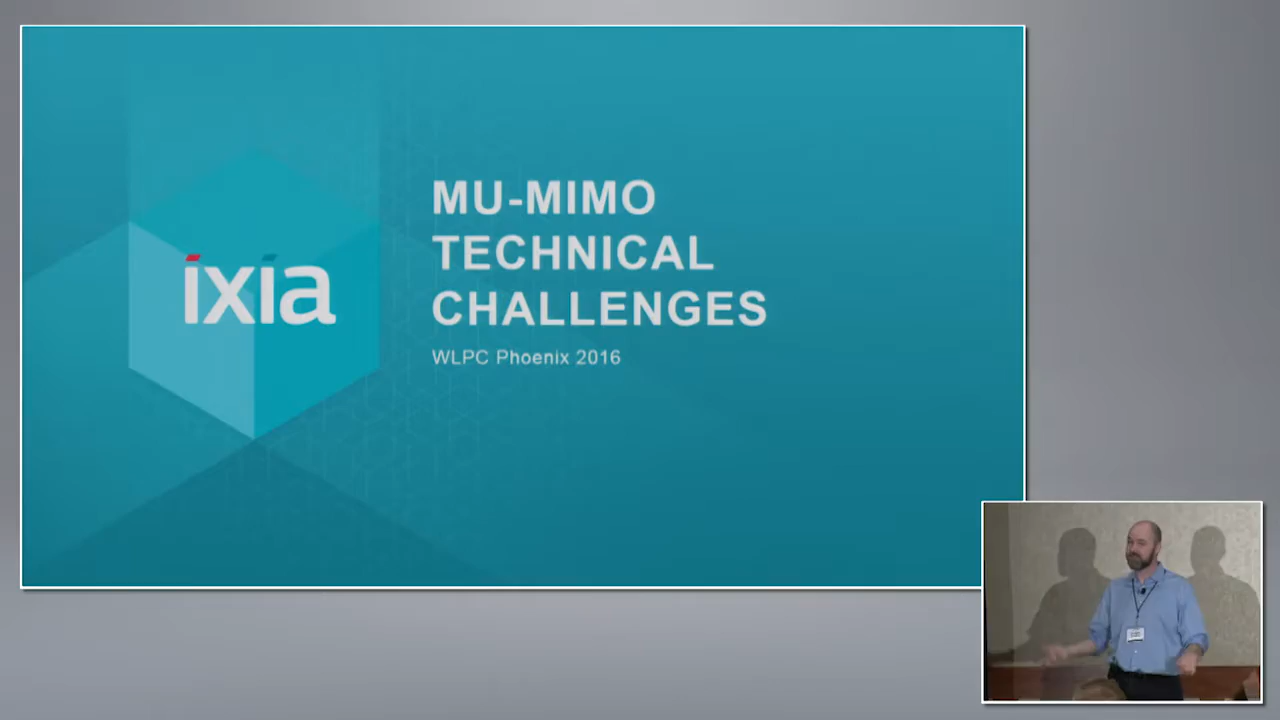 ixia
MU-MIMO
TECHNICAL
CHALLENGES
WLPC Phoenix 2016